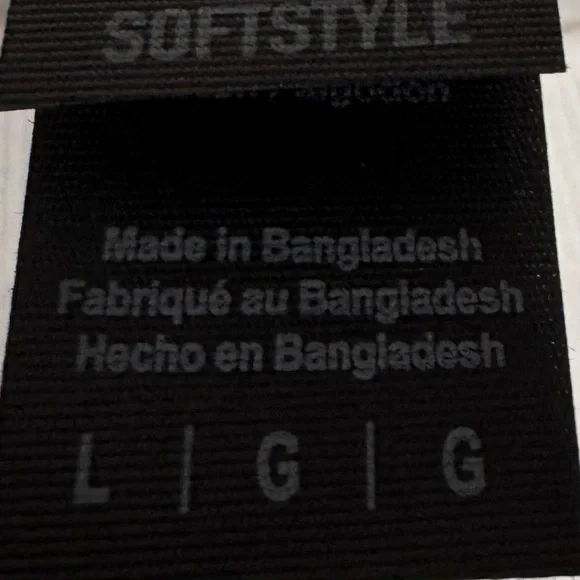 SOFTSTYLE
Made in Bangladesh
Fabriqué au Bangladesh
Hecho en Bangladesh
L | G | G